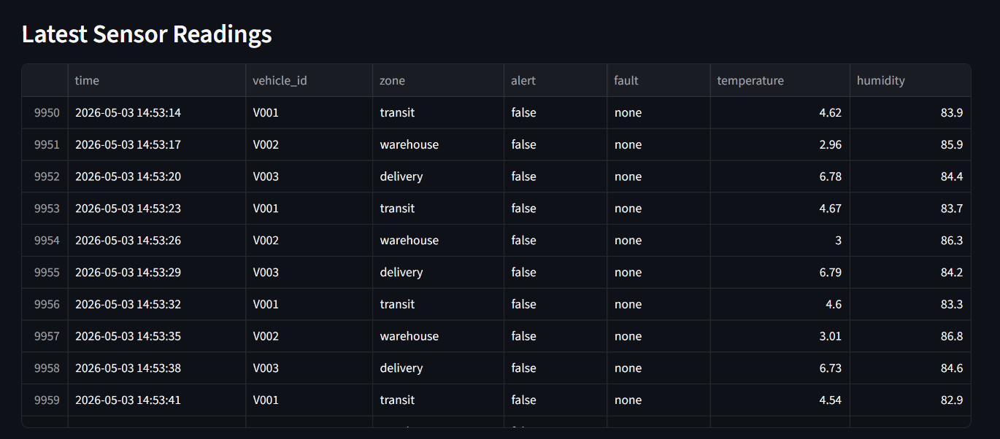 Latest Sensor Readings
time vehicle_id zone alert fault temperature humidity
9950 2026-05-03 14:53:14 V001 transit false none 4.62 83.9
9951 2026-05-03 14:53:17 V002 warehouse false none 2.96 85.9
9952 2026-05-03 14:53:20 V003 delivery false none 6.78 84.4
9953 2026-05-03 14:53:23 V001 transit false none 4.67 83.7
9954 2026-05-03 14:53:26 V002 warehouse false none 3 86.3
9955 2026-05-03 14:53:29 V003 delivery false none 6.79 84.2
9956 2026-05-03 14:53:32 V001 transit false none 4.6 83.3
9957 2026-05-03 14:53:35 V002 warehouse false none 3.01 86.8
9958 2026-05-03 14:53:38 V003 delivery false none 6.73 84.6
9959 2026-05-03 14:53:41 V001 transit false none 4.54 82.9